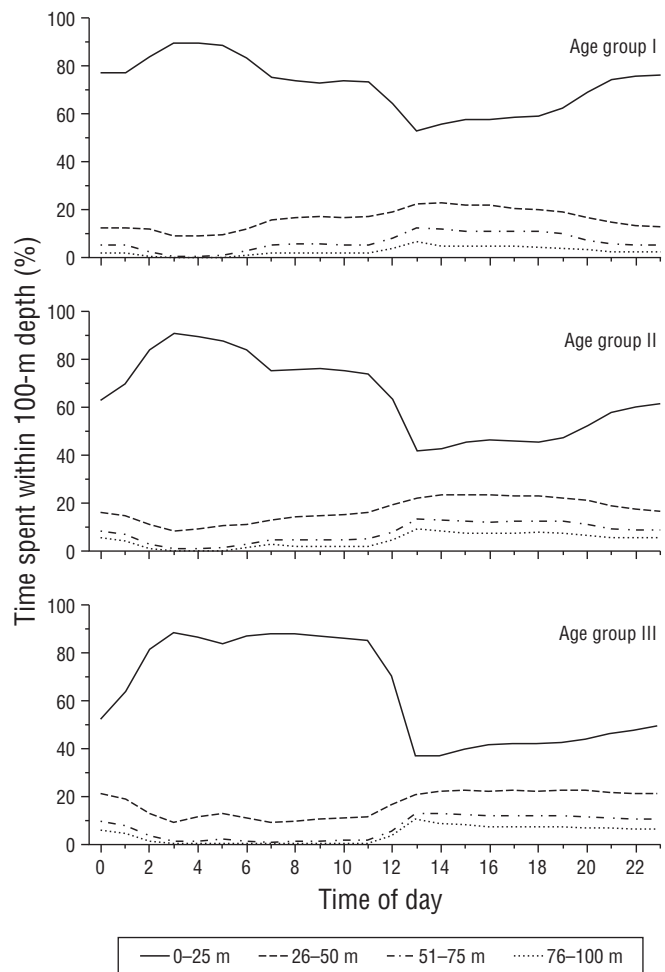 Time spent within 100-m depth (%)
100
80
60
40
20
0
Age group I
100
80
60
40
20
0
Age group II
100
80
60
40
20
0
Age group III
0 2 4 6 8 10 12 14 16 18 20 22
Time of day
0–25 m 26–50 m 51–75 m 76–100 m